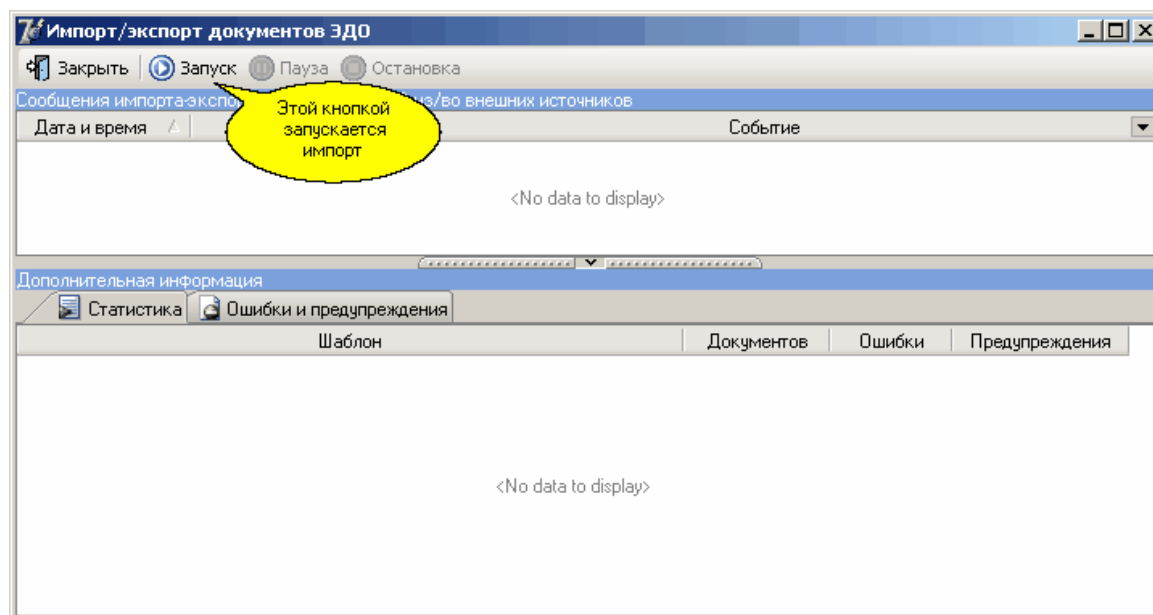 Импорт/экспорт документов ЭДО
Закрыть Запуск Пауза Остановка
Сообщения импорта-экспо из/во внешних источников
Этой кнопкой
запускается
импорт
Дата и время Событие
<No data to display>
Дополнительная информация
Статистика Ошибки и предупреждения
Шаблон Документов Ошибки Предупреждения
<No data to display>